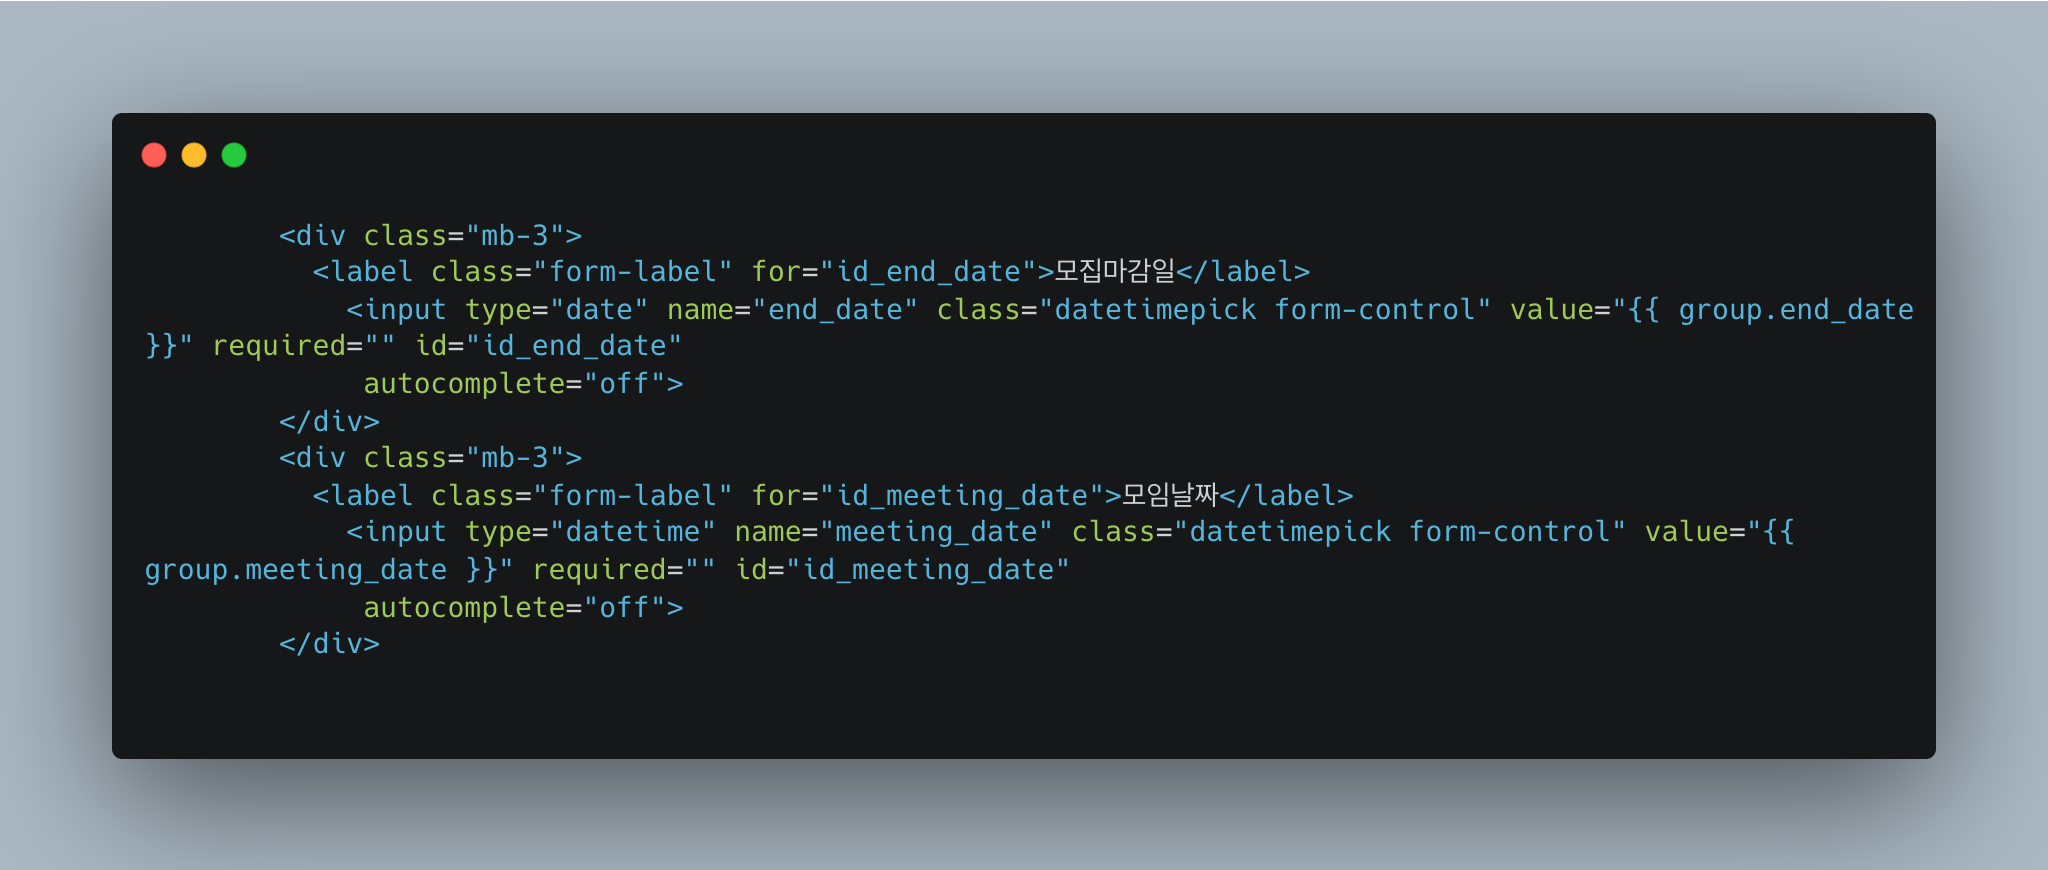 <div class="mb-3">
<label class="form-label" for="id_end_date">모집마감일</label>
<input type="date" name="end_date" class="datetimepick form-control" value="{{ group.end_date
}}" required="" id="id_end_date"
autocomplete="off">
</div>
<div class="mb-3">
<label class="form-label" for="id_meeting_date">모임날짜</label>
<input type="datetime" name="meeting_date" class="datetimepick form-control" value="{{
group.meeting_date }}" required="" id="id_meeting_date"
autocomplete="off">
</div>